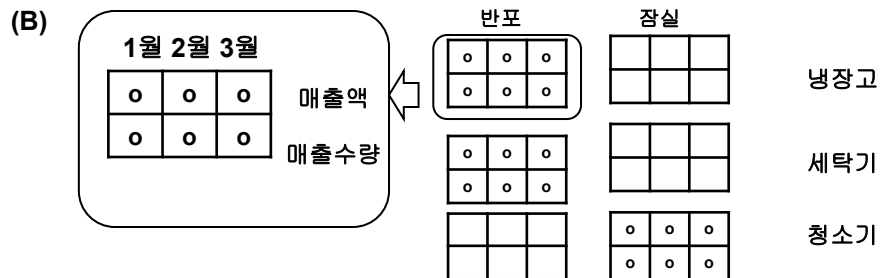 (B)
반포 잠실
1월 2월 3월
o o o 매출액
o o o 매출수량
o o o
o o o
냉장고
o o o
o o o
세탁기
o o o
o o o
청소기